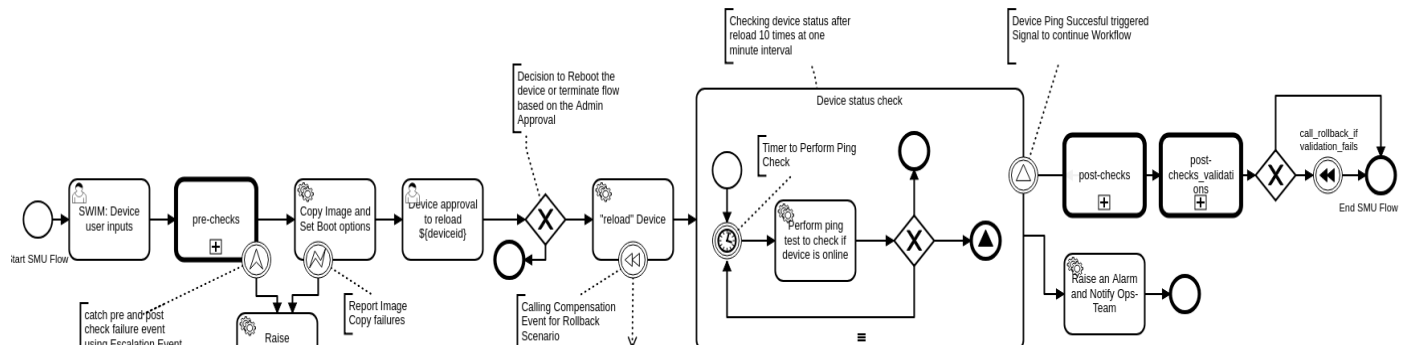 Checking device status after
reload 10 times at one
minute interval
Device Ping Succesful triggered
Signal to continue Workflow
Decision to Reboot the
device or terminate flow
based on the Admin
Approval
Device status check
Timer to Perform Ping
Check
SWIM: Device
user inputs
pre-checks
Copy Image and
Set Boot options
Device approval
to reload
${deviceid}
"reload" Device
Perform ping
test to check if
device is online
post-checks
post-
checks_validati
ons
call_rollback_if
_validation_fails
End SMU Flow
tart SMU Flow
catch pre and post
check failure event
using Escalation Event
Raise
Report Image
Copy failures
Calling Compensation
Event for Rollback
Scenario
Raise an Alarm
and Notify Ops-
Team